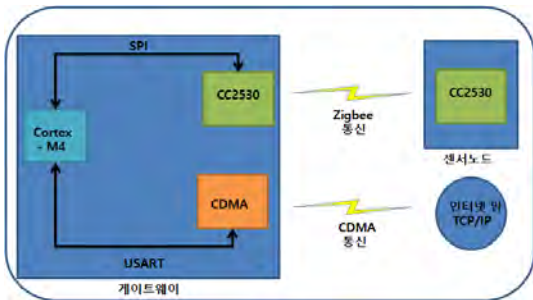 SPI
CC2530
Cortex
- M4
CDMA
USART
게이트웨이
Zigbee
통신
CDMA
통신
CC2530
센서노드
인터넷 망
TCP/IP